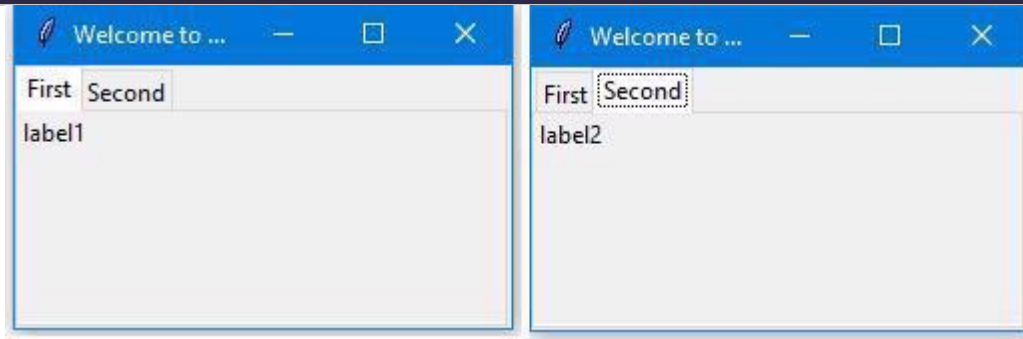 Welcome to ...
First Second
label1
Welcome to ...
First Second
label2